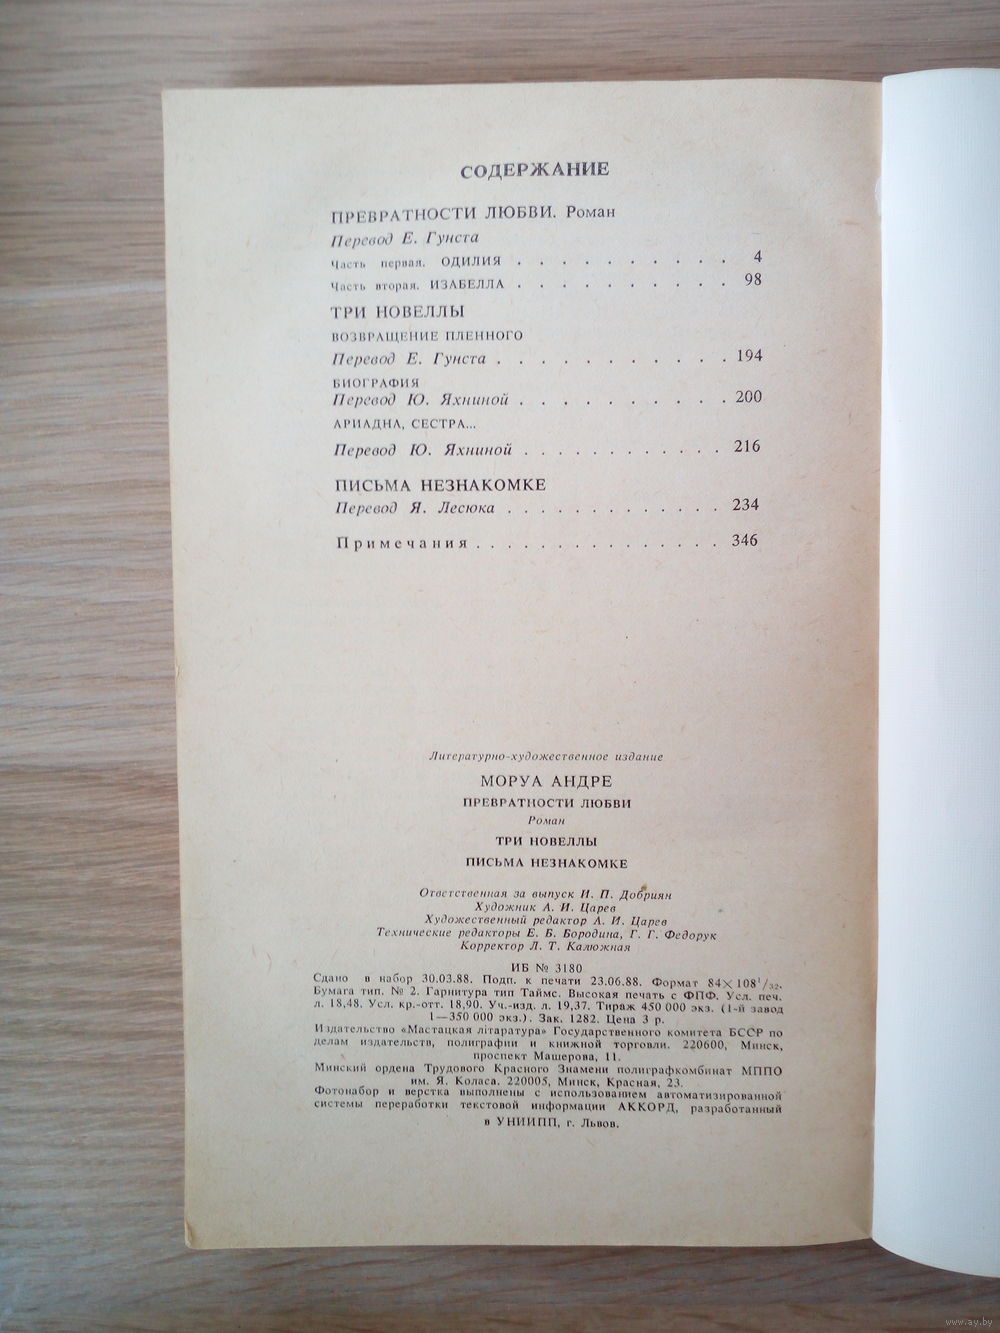 СОДЕРЖАНИЕ
ПРЕВРАТНОСТИ ЛЮБВИ. Роман
Перевод Е. Гунста
Часть первая. ОДИЛИЯ . . . . . . . . . . 4
Часть вторая. ИЗАБЕЛЛА . . . . . . . . . . 98
ТРИ НОВЕЛЛЫ
ВОЗВРАЩЕНИЕ ПЛЕННОГО
Перевод Е. Гунста . . . . . . . . . . . 194
БИОГРАФИЯ
Перевод Ю. Яхниной . . . . . . . . . . 200
АРИАДНА, СЕСТРА...
Перевод Ю. Яхниной . . . . . . . . . . . . 216
ПИСЬМА НЕЗНАКОМКЕ
Перевод Я. Лесюка . . . . . . . . . . . . . 234
Примечания . . . . . . . . . . . . . . . 346
Литературно-художественное издание
МОРУА АНДРЕ
ПРЕВРАТНОСТИ ЛЮБВИ
Роман
ТРИ НОВЕЛЛЫ
ПИСЬМА НЕЗНАКОМКЕ
Ответственная за выпуск И. П. Добриян
Художник А. И. Царев
Художественный редактор А. И. Царев
Технические редакторы Е. Б. Бородина, Г. Г. Федорук
Корректор Л. Т. Калюжная
ИБ № 3180
Сдано в набор 30.03.88. Подп. к печати 23.06.88. Формат 84×108¹/₃₂.
Бумага тип. № 2. Гарнитура тип Таймс. Высокая печать с ФПФ. Усл. печ.
л. 18,48. Усл. кр.-отт. 18,90. Уч.-изд. л. 19,37. Тираж 450 000 экз. (1-й завод
1—350 000 экз.). Зак. 1282. Цена 3 р.
Издательство «Мастацкая літаратура» Государственного комитета БССР по
делам издательств, полиграфии и книжной торговли. 220600, Минск,
проспект Машерова, 11.
Минский ордена Трудового Красного Знамени полиграфкомбинат МППО
им. Я. Коласа. 220005, Минск, Красная, 23.
Фотонабор и верстка выполнены с использованием автоматизированной
системы переработки текстовой информации АККОРД, разработанный
в УНИИПП, г. Львов.
www.ay.by